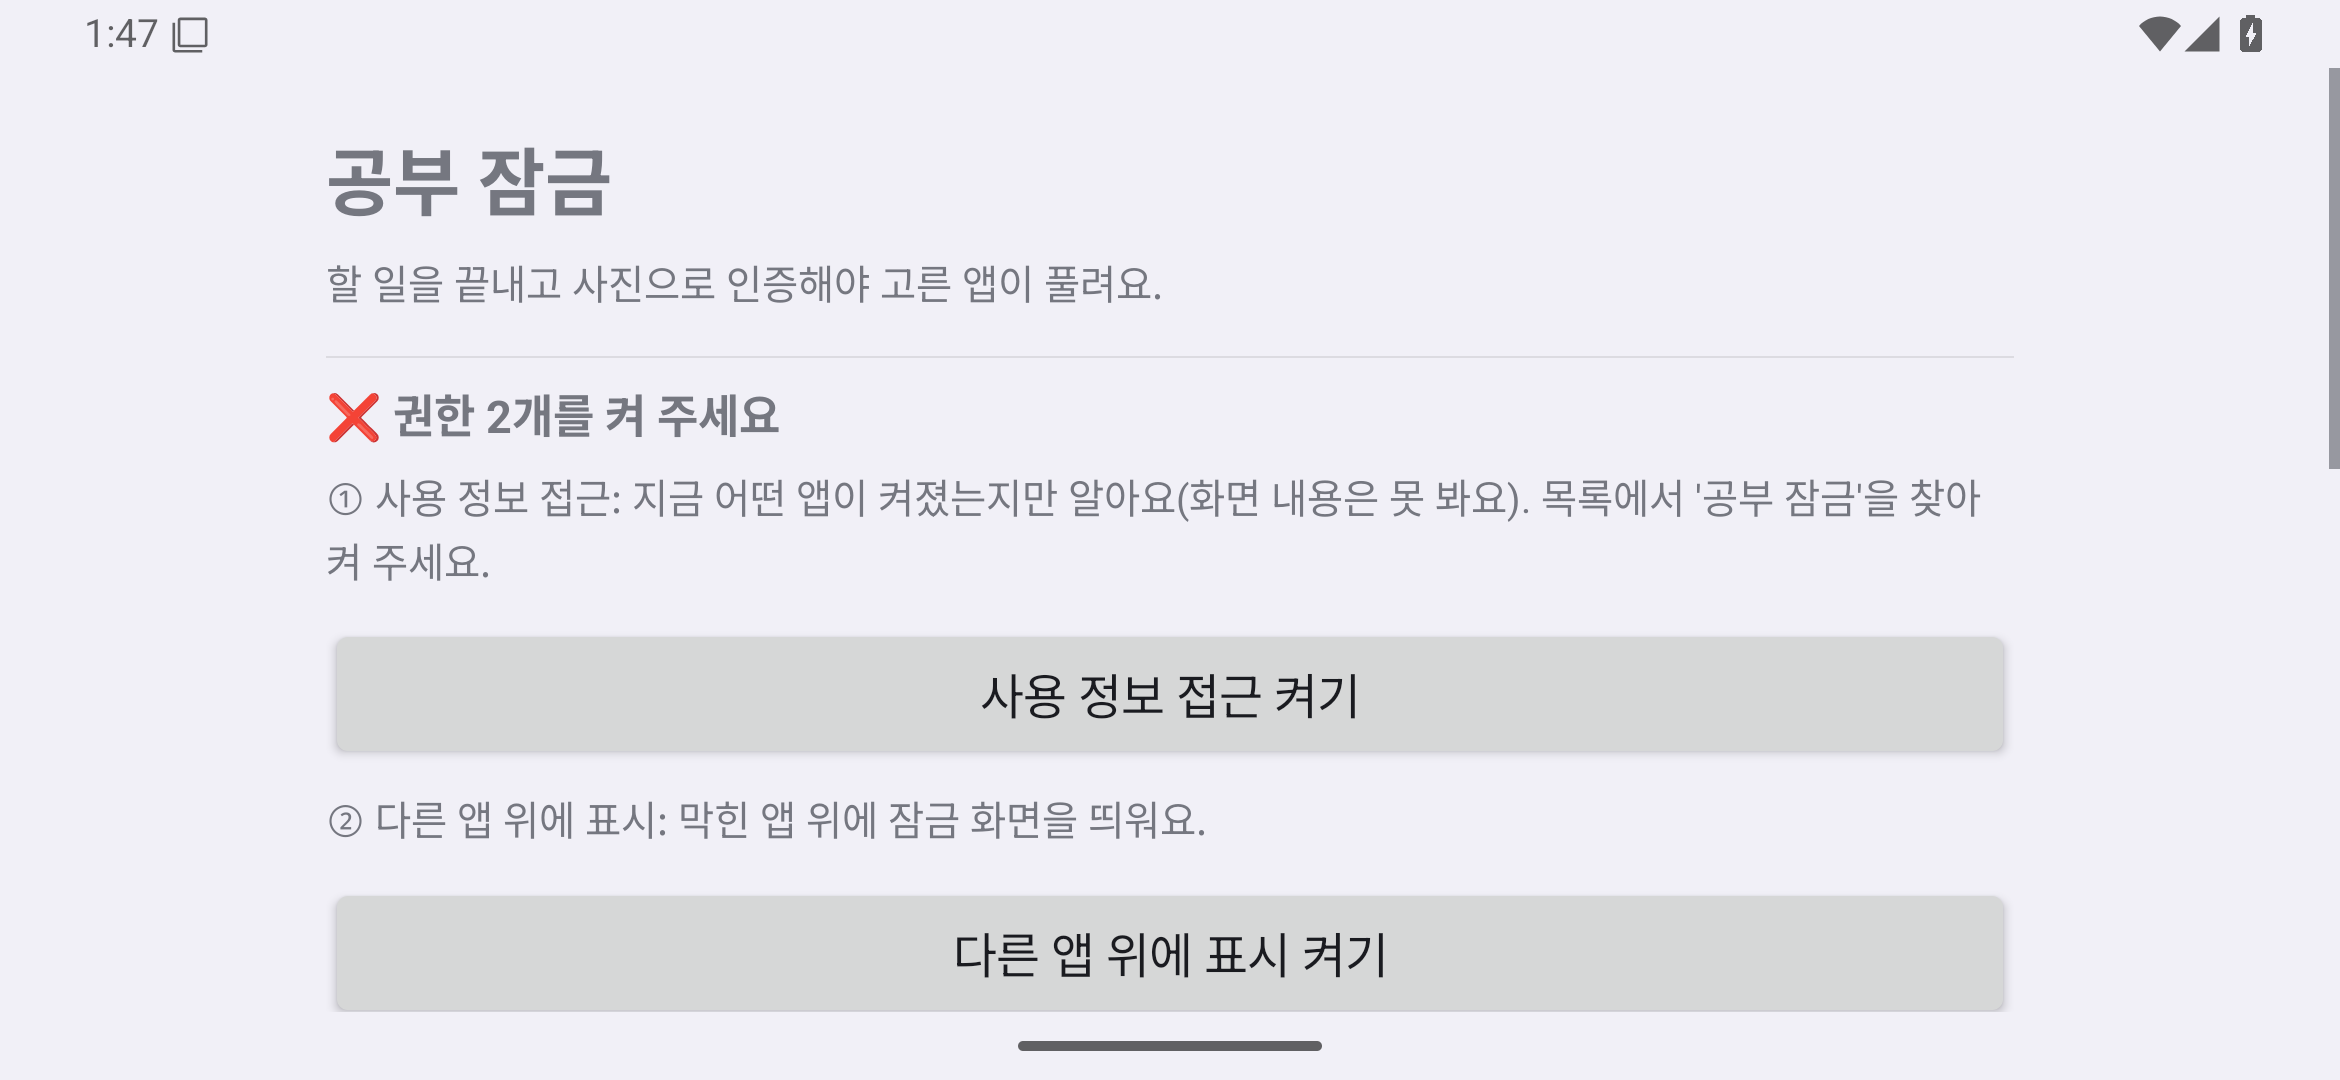 1:47
공부 잠금
할 일을 끝내고 사진으로 인증해야 고른 앱이 풀려요.
❌ 권한 2개를 켜 주세요
① 사용 정보 접근: 지금 어떤 앱이 켜졌는지만 알아요(화면 내용은 못 봐요). 목록에서 '공부 잠금'을 찾아
켜 주세요.
사용 정보 접근 켜기
② 다른 앱 위에 표시: 막힌 앱 위에 잠금 화면을 띄워요.
다른 앱 위에 표시 켜기